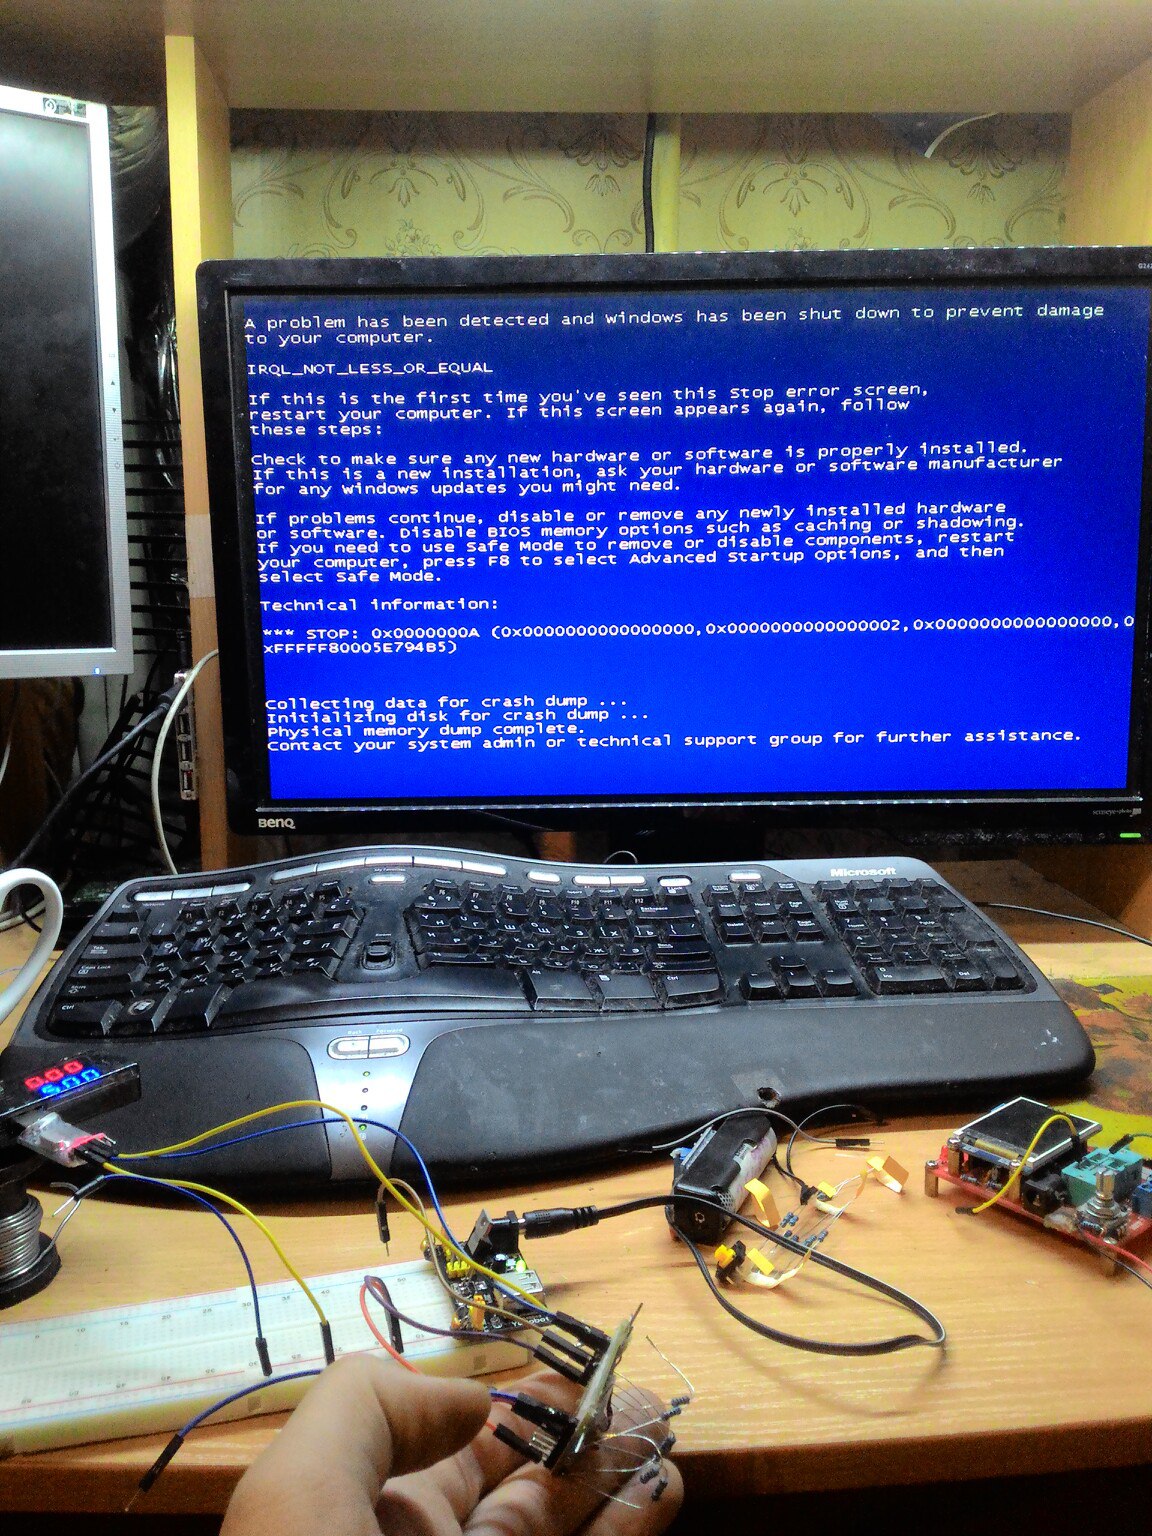 A problem has been detected and Windows has been shut down to prevent damage
to your computer.
IRQL_NOT_LESS_OR_EQUAL
If this is the first time you've seen this Stop error screen,
restart your computer. If this screen appears again, follow
these steps:
Check to make sure any new hardware or software is properly installed.
If this is a new installation, ask your hardware or software manufacturer
for any Windows updates you might need.
If problems continue, disable or remove any newly installed hardware
or software. Disable BIOS memory options such as caching or shadowing.
If you need to use Safe Mode to remove or disable components, restart
your computer, press F8 to select Advanced Startup Options, and then
select Safe Mode.
Technical information:
*** STOP: 0x0000000A (0x0000000000000000,0x0000000000000002,0x0000000000000000,0
xFFFFF80005E794B5)
Collecting data for crash dump ...
Initializing disk for crash dump ...
Physical memory dump complete.
Contact your system admin or technical support group for further assistance.
BenQ
Microsoft
Ctrl
Alt
Ctrl
0.00
5.00